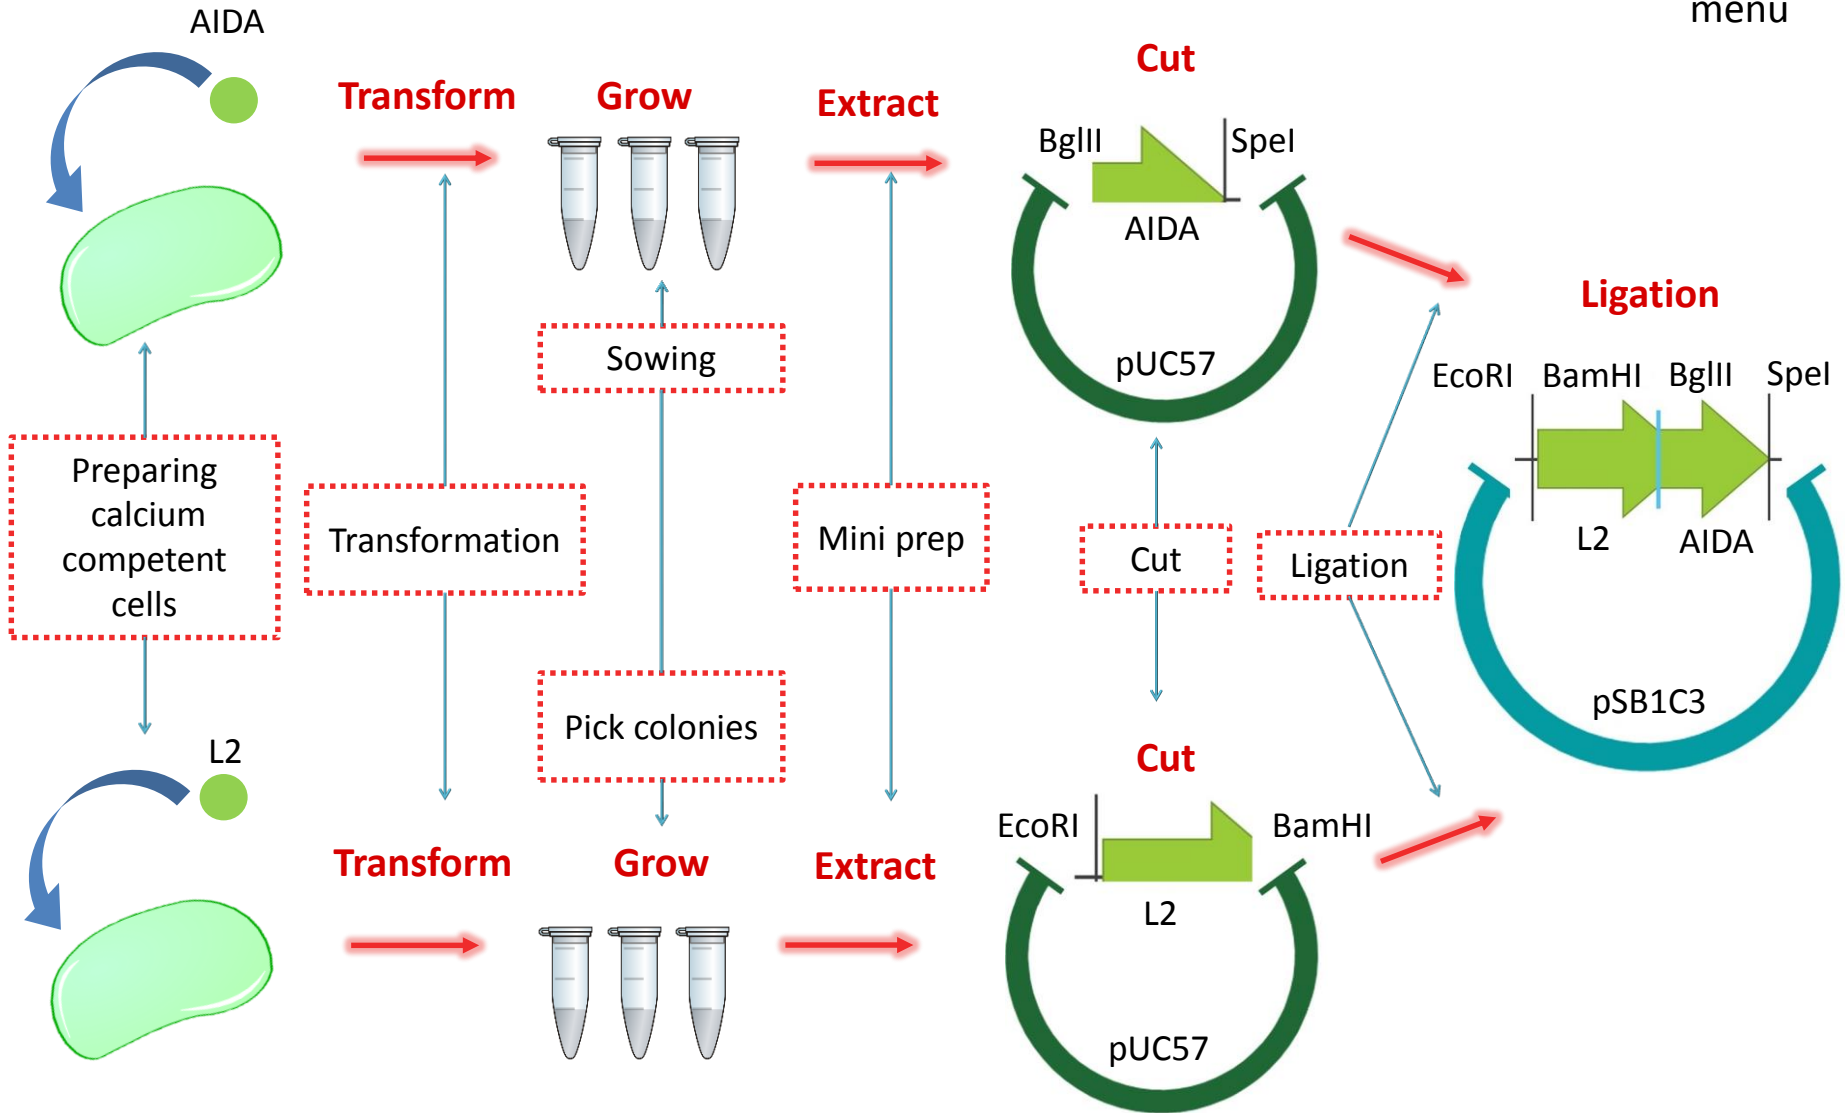 menu
AIDA
Transform
Grow
Extract
Cut
BglII
SpeI
AIDA
pUC57
Sowing
Ligation
EcoRI
BamHI
BglII
SpeI
L2
AIDA
pSB1C3
Preparing
calcium
competent
cells
Transformation
Mini prep
Cut
Ligation
Pick colonies
L2
Transform
Grow
Extract
Cut
EcoRI
BamHI
L2
pUC57